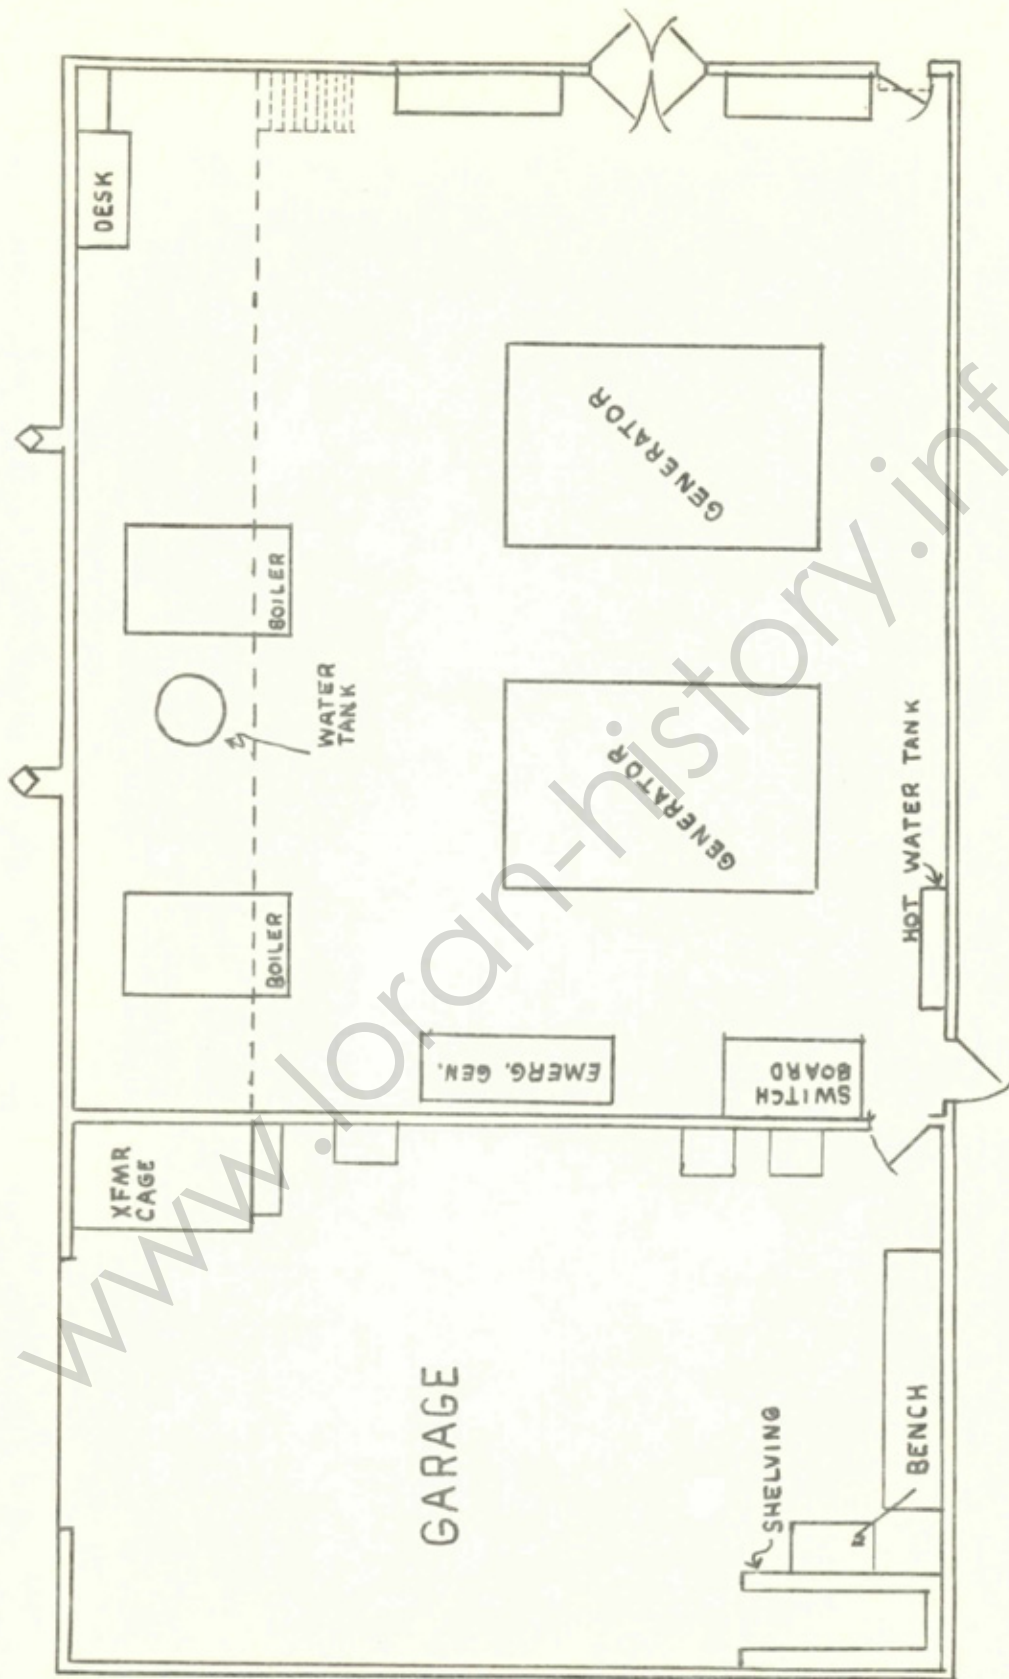 DESK
BOILER
WATER
TANK
BOILER
GENERATOR
GENERATOR
HOT WATER TANK
EMERG. GEN.
SWITCH
BOARD
XFMR
CAGE
GARAGE
SHELVING
BENCH
www.loran-history.inf